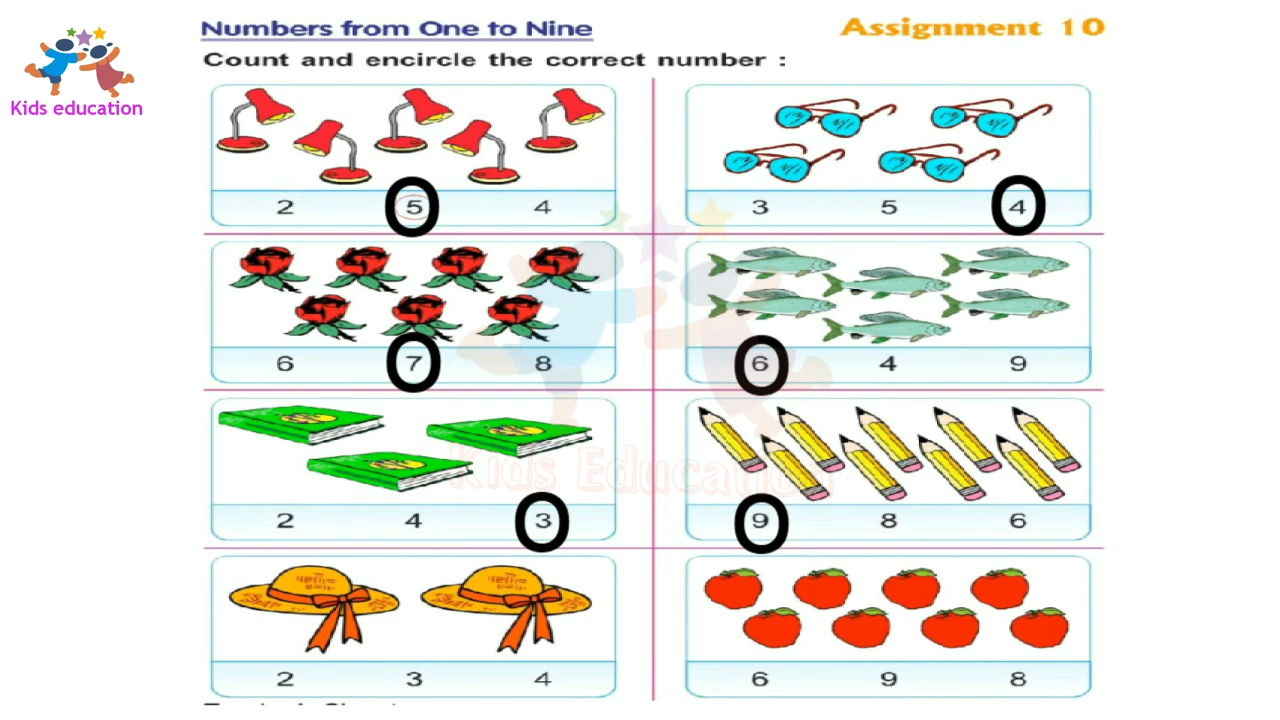 Numbers from One to Nine
Assignment 10
Kids education
Count and encircle the correct number :
2 5 4
3 5 4
6 7 8
6 4 9
2 4 3
9 8 6
Kids Education
2 3 4
6 9 8